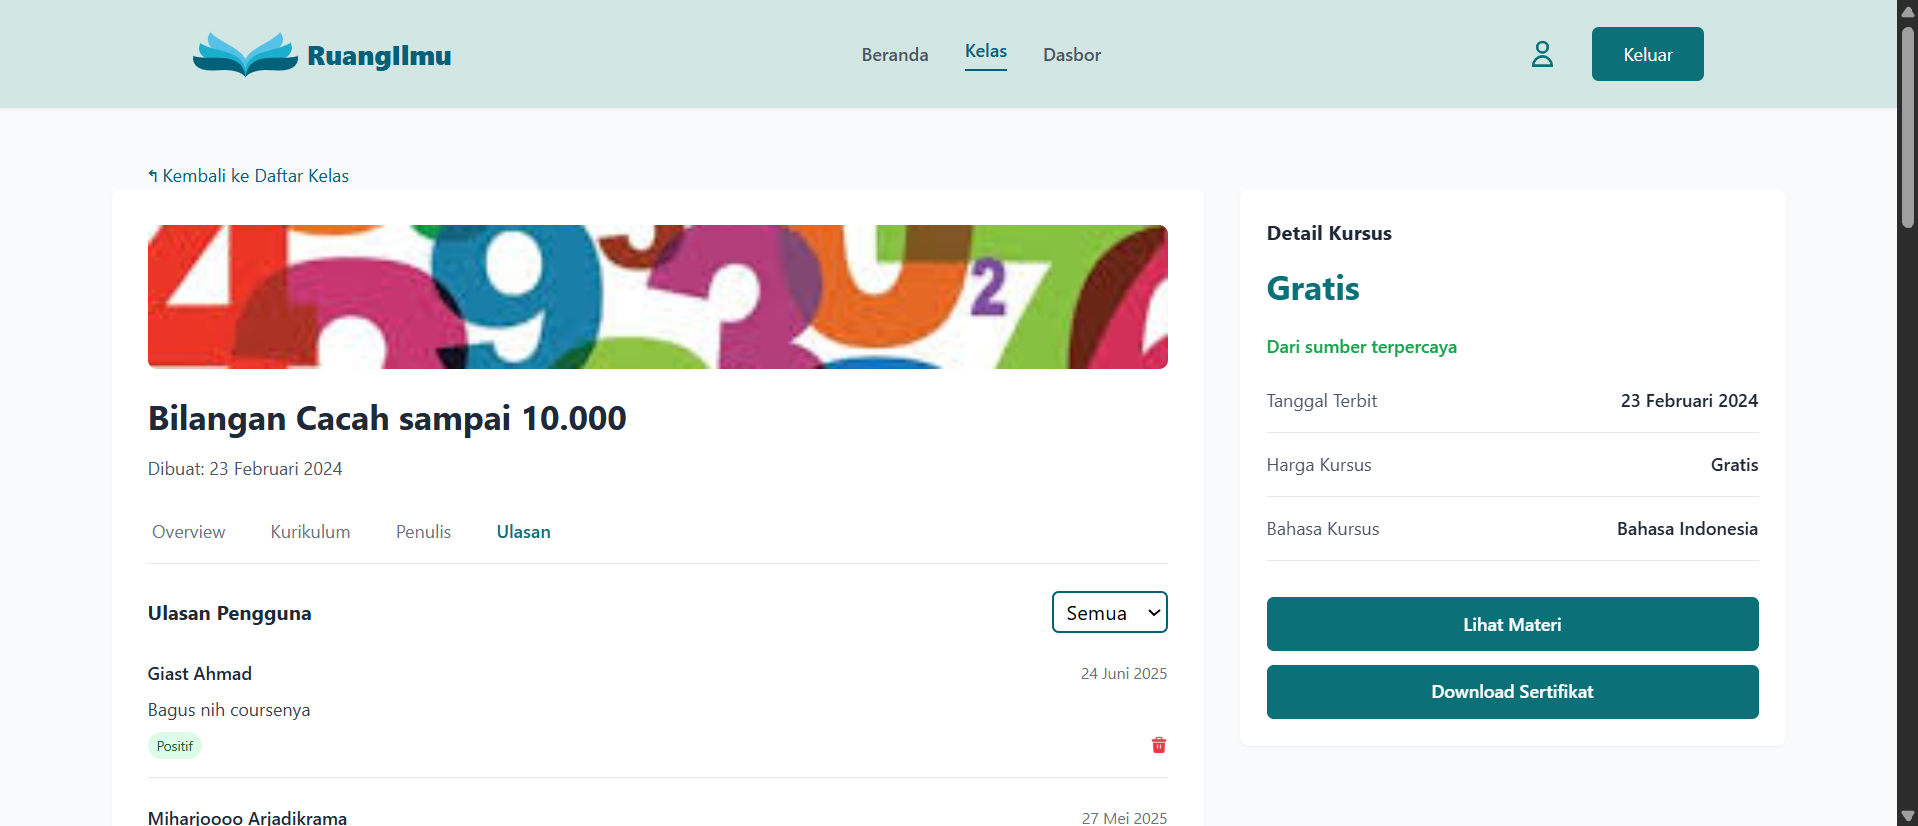 RuangIlmu
Beranda
Kelas
Dasbor
Keluar
↰ Kembali ke Daftar Kelas
Bilangan Cacah sampai 10.000
Dibuat: 23 Februari 2024
Overview
Kurikulum
Penulis
Ulasan
Ulasan Pengguna
Semua
Giast Ahmad
24 Juni 2025
Bagus nih coursenya
Positif
Miharjoooo Arjadikrama
27 Mei 2025
Detail Kursus
Gratis
Dari sumber terpercaya
Tanggal Terbit
23 Februari 2024
Harga Kursus
Gratis
Bahasa Kursus
Bahasa Indonesia
Lihat Materi
Download Sertifikat